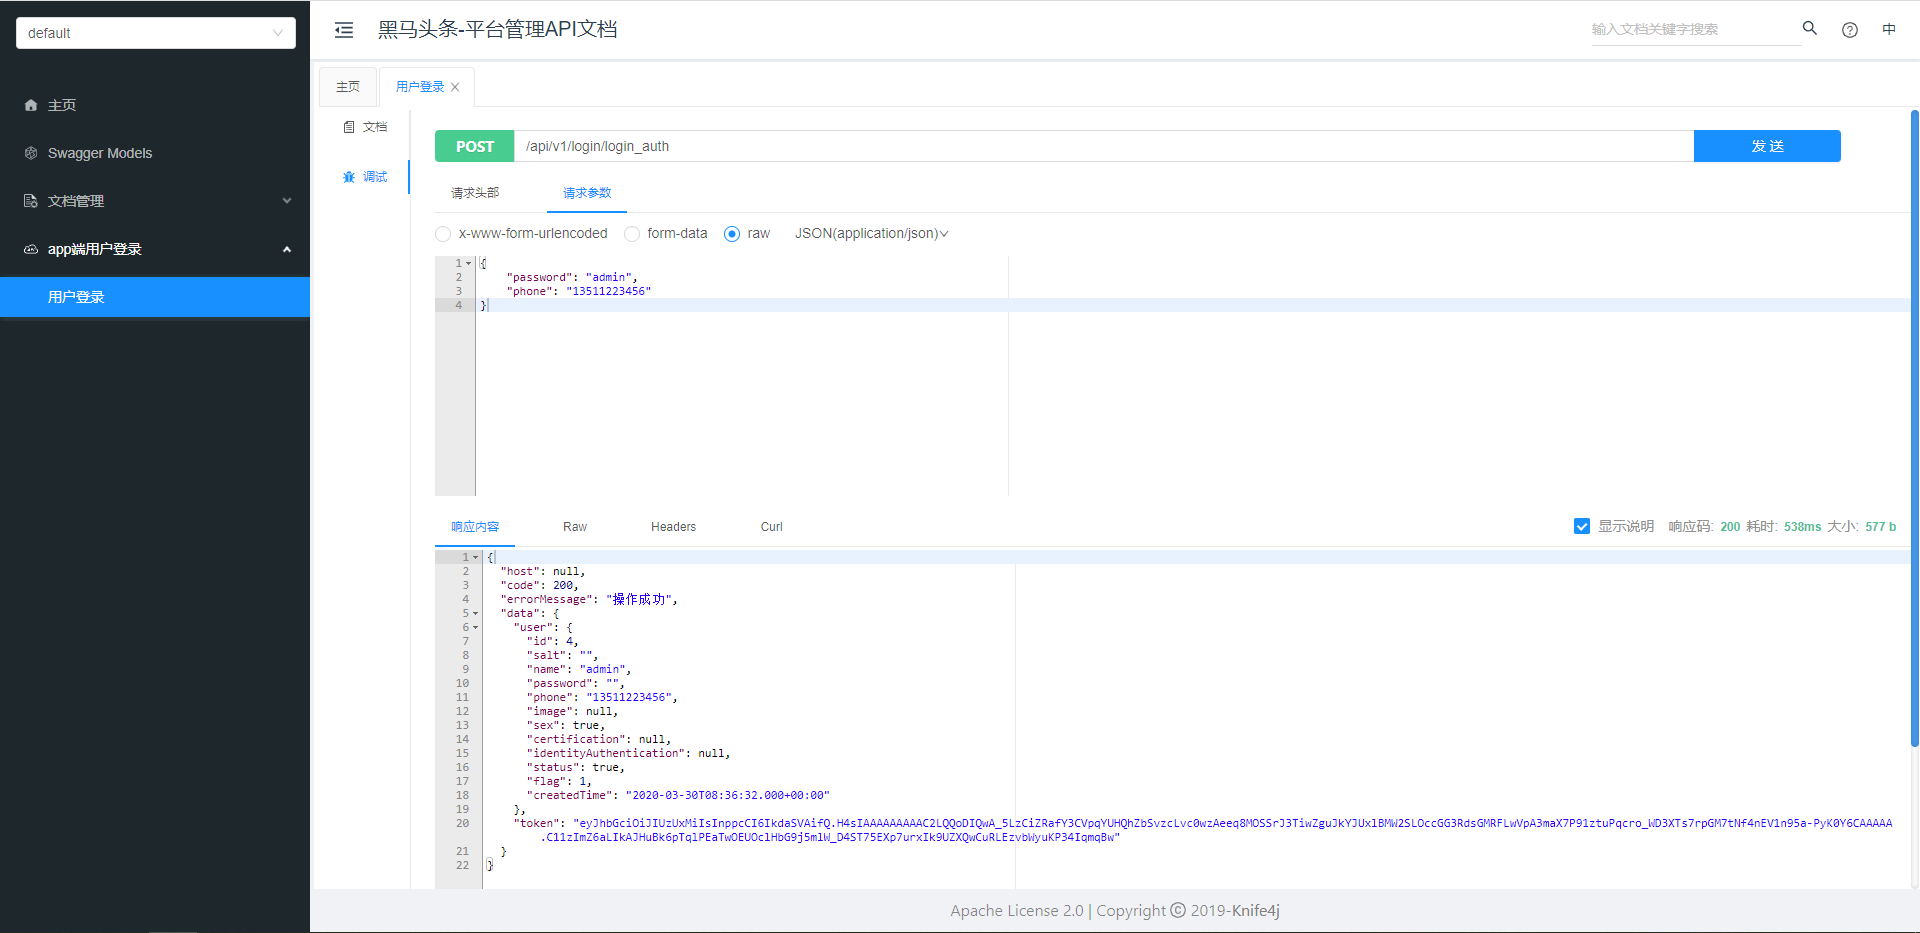 default
主页
Swagger Models
文档管理
app端用户登录
用户登录
黑马头条-平台管理API文档
输入文档关键字搜索
中
主页
用户登录
文档
调试
POST /api/v1/login/login_auth 发 送
请求头部 请求参数
x-www-form-urlencoded form-data raw JSON(application/json)
1 {
2 "password": "admin",
3 "phone": "13511223456"
4 }
响应内容 Raw Headers Curl
显示说明 响应码: 200 耗时: 538ms 大小: 577 b
1 {
2 "host": null,
3 "code": 200,
4 "errorMessage": "操作成功",
5 "data": {
6 "user": {
7 "id": 4,
8 "salt": "",
9 "name": "admin",
10 "password": "",
11 "phone": "13511223456",
12 "image": null,
13 "sex": true,
14 "certification": null,
15 "identityAuthentication": null,
16 "status": true,
17 "flag": 1,
18 "createdTime": "2020-03-30T08:36:32.000+00:00"
19 },
20 "token": "eyJhbGciOiJIUzUxMiIsInppcCI6IkdaSVAifQ.H4sIAAAAAAAAAC2LQQoDIQwA_5LzCiZRafY3CVpqYUHQhZbSvzcLvc0wzAeeq8MOSSrJ3TiwZguJkYJUxlBMW2SLOccGG3RdsGMRFLwVpA3maX7P91ztuPqcro_WD3XTs7rpGM7tNf4nEV1n95a-PyK0Y6CAAAAA
.C11zImZ6aLIkAJHuBk6pTqlPEaTwOEUOclHbG9j5mlW_D4ST75EXp7urxIk9UZXQwCuRLEzvbWyuKP34IqmqBw"
21 }
22 }
Apache License 2.0 | Copyright © 2019-Knife4j